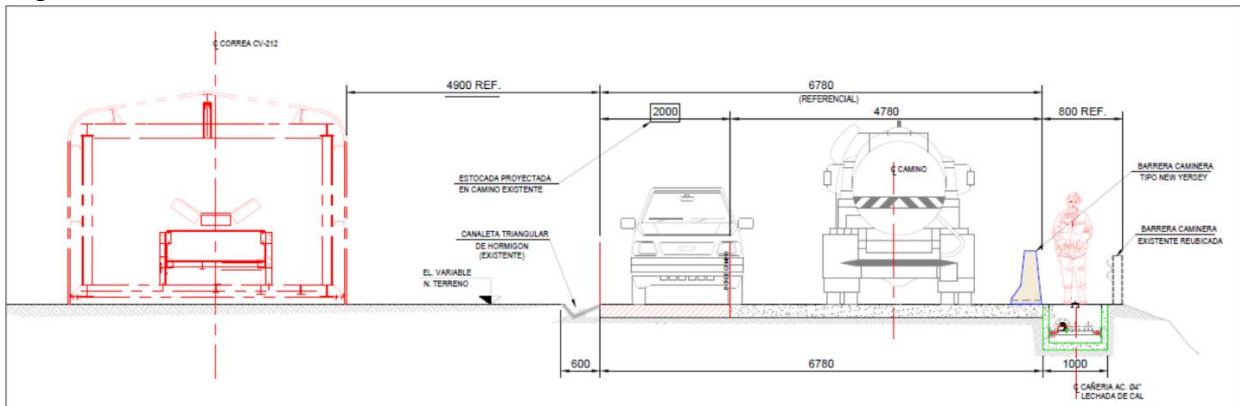 ℄ CORREA CV-212
4900 REF.
6780
(REFERENCIAL)
2000
4780
800 REF.
ESTOCADA PROYECTADA
EN CAMINO EXISTENTE
℄ CAMINO
BARRERA CAMINERA
TIPO NEW YERSEY
CANALETA TRIANGULAR
DE HORMIGON
(EXISTENTE)
BARRERA CAMINERA
EXISTENTE REUBICADA
EL. VARIABLE
N. TERRENO
600
6780
1000
℄ CAÑERIA AC. Ø4"
LECHADA DE CAL